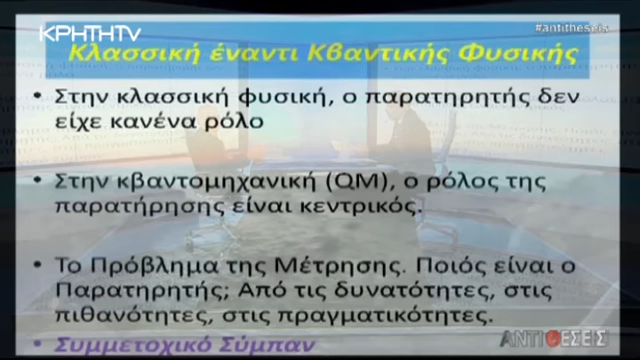 ΚΡΗΤΗTV
#antithesis
Κλασσική έναντι Κβαντικής Φυσικής
• Στην κλασσική φυσική, ο παρατηρητής δεν
είχε κανένα ρόλο
• Στην κβαντομηχανική (QM), ο ρόλος της
παρατήρησης είναι κεντρικός.
• Το Πρόβλημα της Μέτρησης. Ποιός είναι ο
Παρατηρητής; Από τις δυνατότητες, στις
πιθανότητες, στις πραγματικότητες.
• Συμμετοχικό Σύμπαν
ΑΝΤΙΘΕΣΕΙΣ